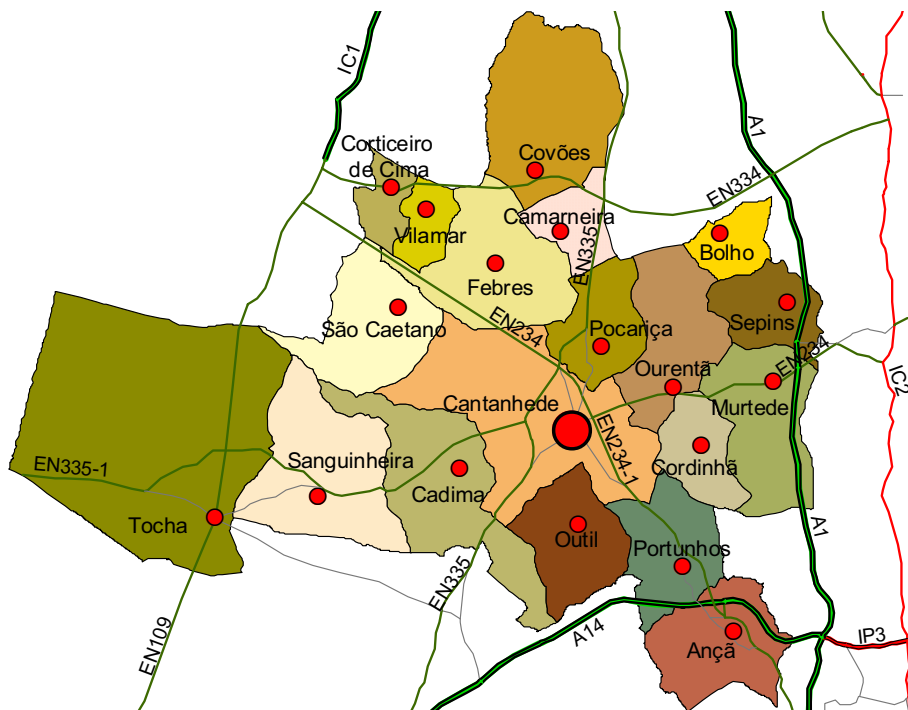 IC1
A1
Corticeiro
de Cima
Covões
EN334
Vilamar
Camarneira
EN335
Bolho
Febres
São Caetano
EN234
Pocariça
Sepins
EN234
Ourentã
IC2
Cantanhede
Murtede
EN335-1
Sanguinheira
Cadima
EN234-1
Cordinhã
Tocha
Outil
Portunhos
A1
EN335
EN109
A14
Ançã
IP3